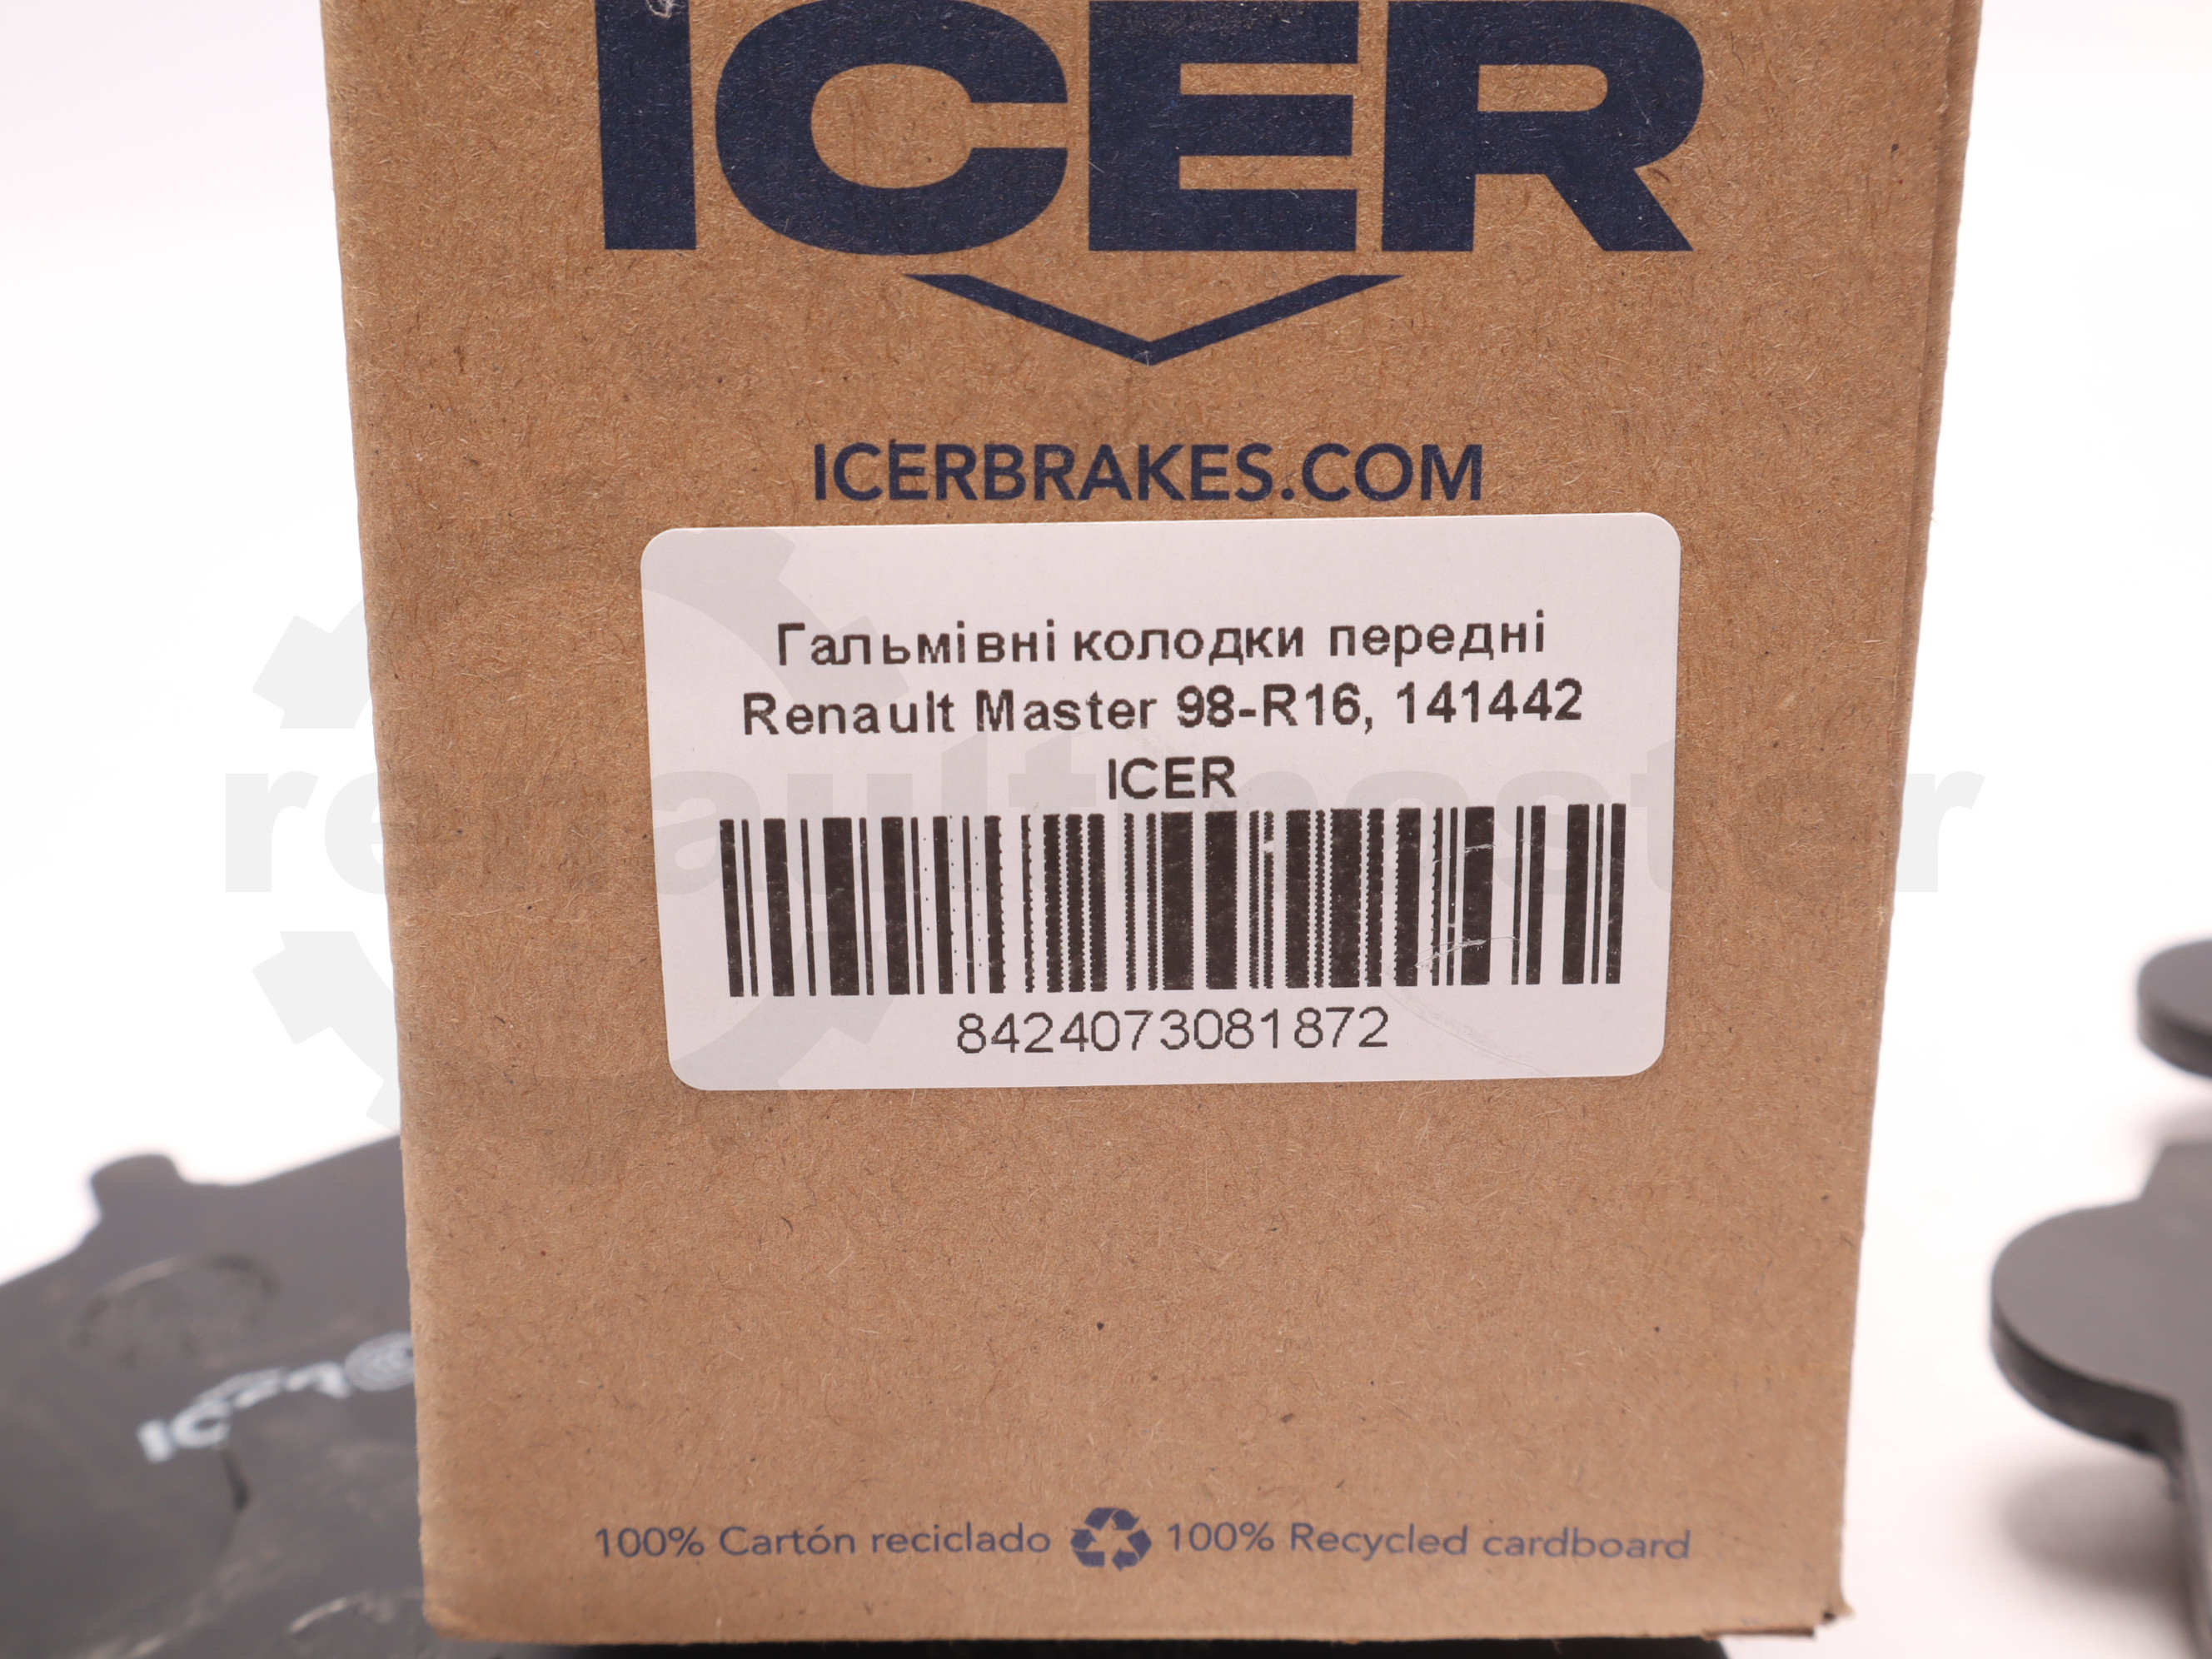 ICER
ICERBRAKES.COM
Гальмівні колодки передні
Renault Master 98-R16, 141442
ICER
renaultmaster
8424073081872
100% Cartón reciclado 100% Recycled cardboard